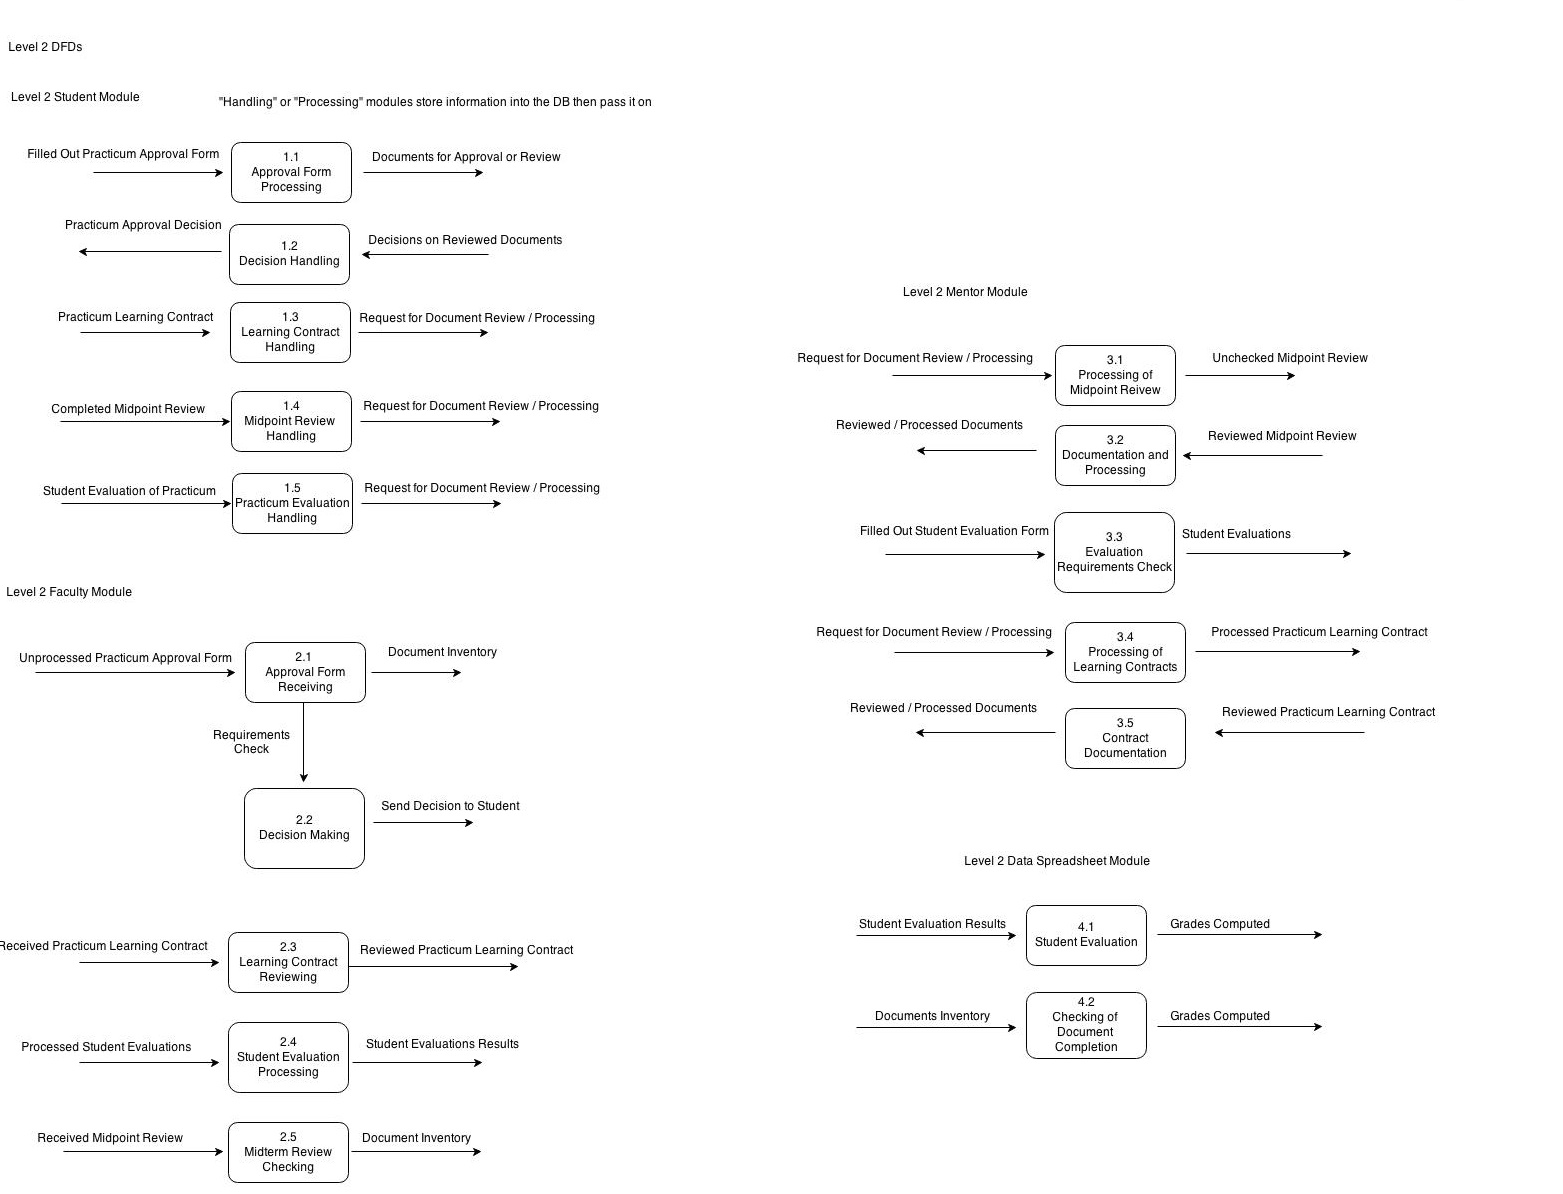 Level 2 DFDs
Level 2 Student Module
"Handling" or "Processing" modules store information into the DB then pass it on
Filled Out Practicum Approval Form
1.1
Approval Form
Processing
Documents for Approval or Review
Practicum Approval Decision
1.2
Decision Handling
Decisions on Reviewed Documents
Practicum Learning Contract
1.3
Learning Contract
Handling
Request for Document Review / Processing
Completed Midpoint Review
1.4
Midpoint Review
Handling
Request for Document Review / Processing
Student Evaluation of Practicum
1.5
Practicum Evaluation
Handling
Request for Document Review / Processing
Level 2 Faculty Module
Unprocessed Practicum Approval Form
2.1
Approval Form
Receiving
Document Inventory
Requirements
Check
2.2
Decision Making
Send Decision to Student
Received Practicum Learning Contract
2.3
Learning Contract
Reviewing
Reviewed Practicum Learning Contract
Processed Student Evaluations
2.4
Student Evaluation
Processing
Student Evaluations Results
Received Midpoint Review
2.5
Midterm Review
Checking
Document Inventory
Level 2 Mentor Module
Request for Document Review / Processing
3.1
Processing of
Midpoint Reivew
Unchecked Midpoint Review
Reviewed / Processed Documents
3.2
Documentation and
Processing
Reviewed Midpoint Review
Filled Out Student Evaluation Form
3.3
Evaluation
Requirements Check
Student Evaluations
Request for Document Review / Processing
3.4
Processing of
Learning Contracts
Processed Practicum Learning Contract
Reviewed / Processed Documents
3.5
Contract
Documentation
Reviewed Practicum Learning Contract
Level 2 Data Spreadsheet Module
Student Evaluation Results
4.1
Student Evaluation
Grades Computed
Documents Inventory
4.2
Checking of
Document
Completion
Grades Computed